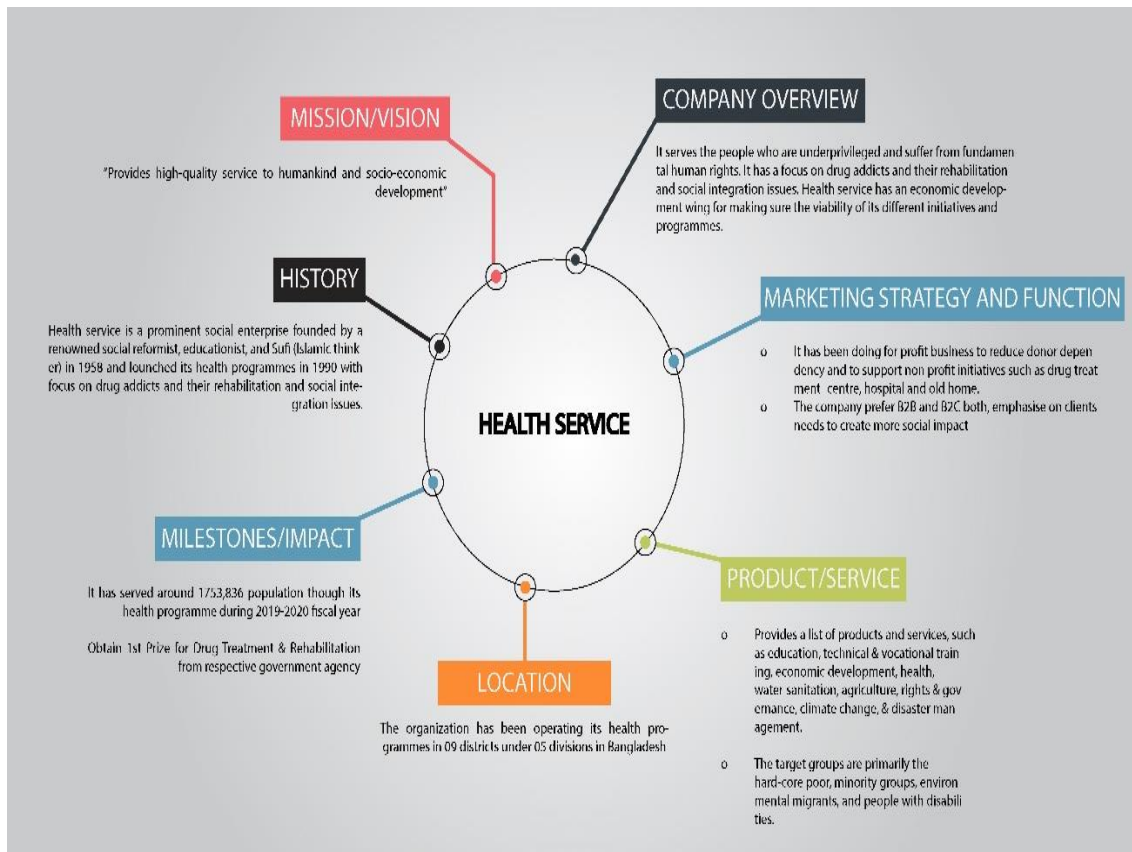 MISSION/VISION
"Provides high-quality service to humankind and socio-economic
development"
COMPANY OVERVIEW
It serves the people who are underprivileged and suffer from fundamen
tal human rights. It has a focus on drug addicts and their rehabilitation
and social integration issues. Health service has an economic develop-
ment wing for making sure the viability of its different initiatives and
programmes.
HISTORY
Health service is a prominent social enterprise founded by a
renowned social reformist, educationist, and Sufi (Islamic think
er) in 1958 and lounched its health programmes in 1990 with
focus on drug addicts and their rehabilitation and social inte-
gration issues.
MARKETING STRATEGY AND FUNCTION
o It has been doing for profit business to reduce donor depen
dency and to support non profit initiatives such as drug treat
ment centre, hospital and old home.
o The company prefer B2B and B2C both, emphasise on clients
needs to create more social impact
HEALTH SERVICE
MILESTONES/IMPACT
It has served around 1753,836 population though its
health programme during 2019-2020 fiscal year
Obtain 1st Prize for Drug Treatment & Rehabilitation
from respective government agency
LOCATION
The organization has been operating its health pro-
grammes in 09 districts under 05 divisions in Bangladesh
PRODUCT/SERVICE
o Provides a list of products and services, such
as education, technical & vocational train
ing, economic development, health,
water sanitation, agriculture, rights & gov
ernance, climate change, & disaster man
agement.
o The target groups are primarily the
hard-core poor, minority groups, environ
mental migrants, and people with disabili
ties.